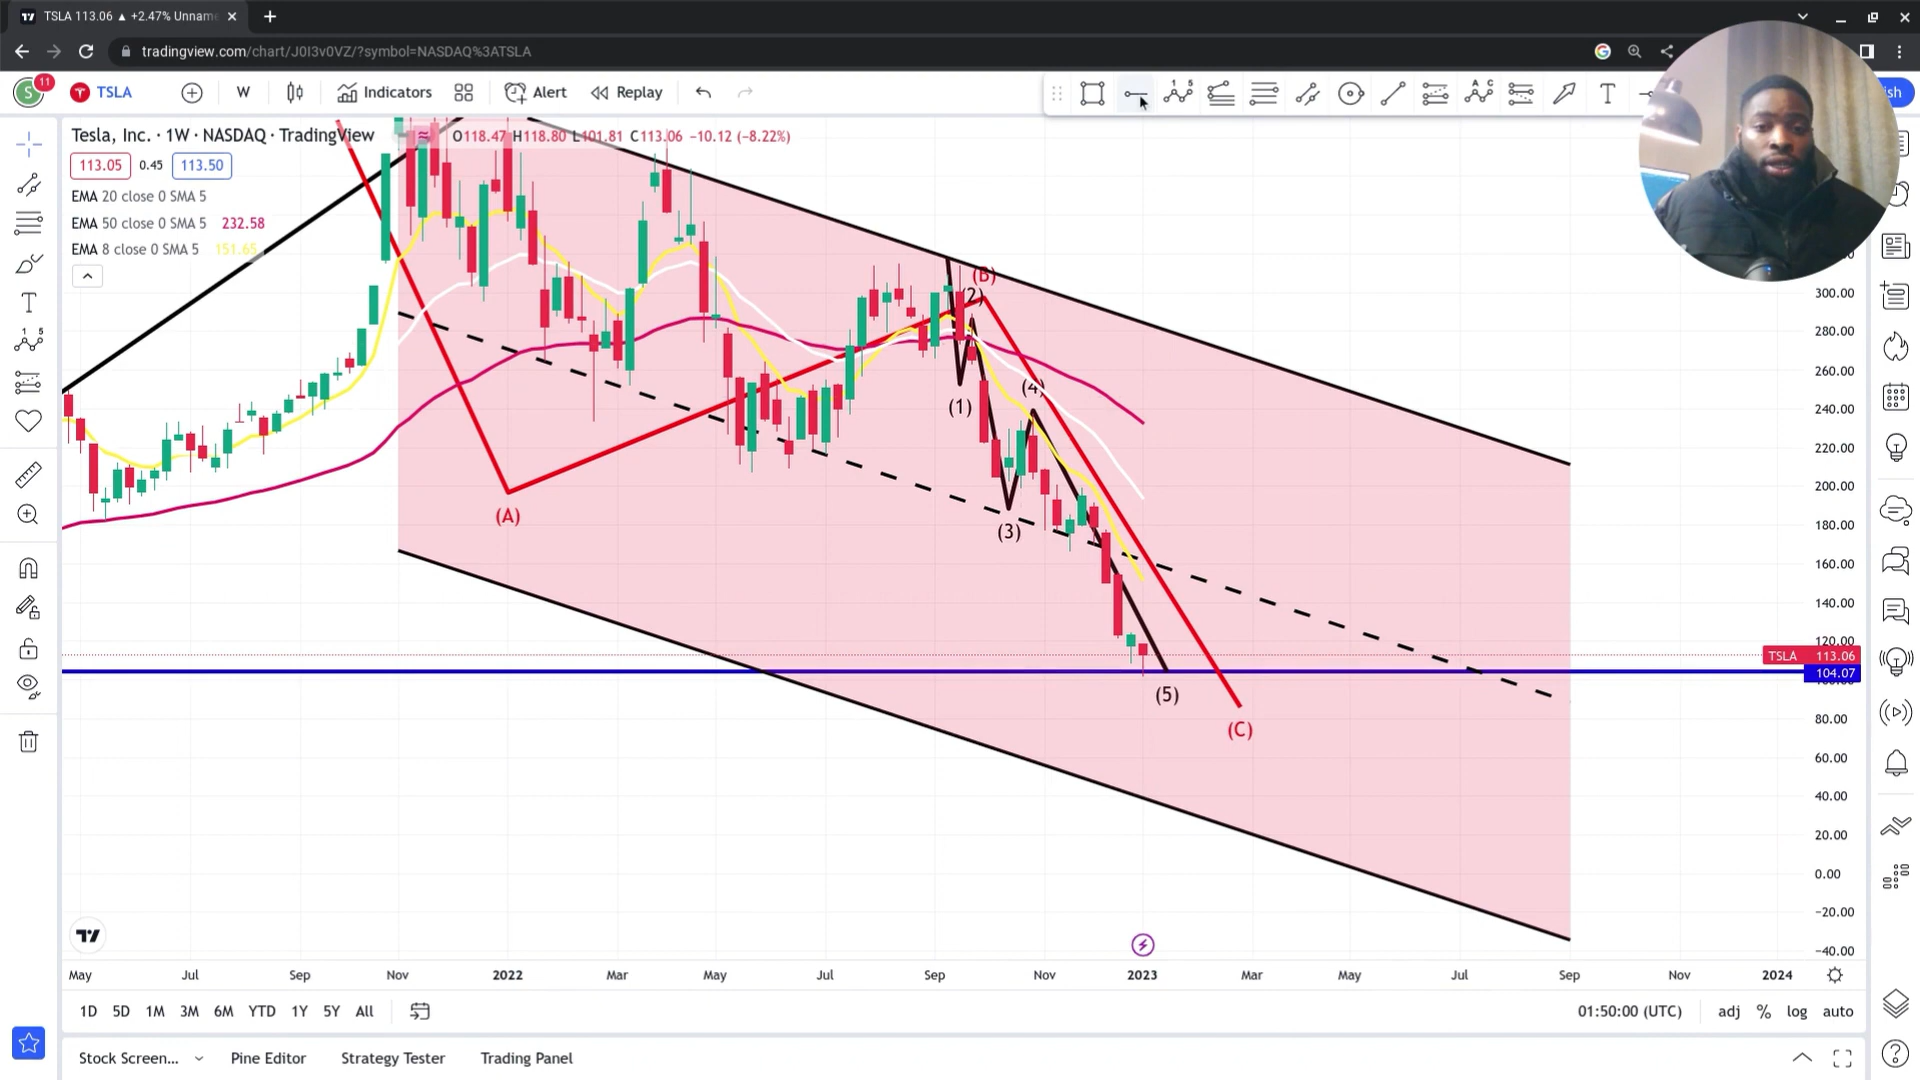 TSLA 113.06 ▲ +2.47% Unnam
tradingview.com/chart/J0I3v0VZ/?symbol=NASDAQ%3ATSLA
S
11
TSLA
W
Indicators
Alert
Replay
sh
Tesla, Inc. · 1W · NASDAQ · TradingView
O118.47 H118.80 L101.81 C113.06 −10.12 (−8.22%)
113.05
0.45
113.50
EMA 20 close 0 SMA 5
EMA 50 close 0 SMA 5 232.58
EMA 8 close 0 SMA 5 151.65
(B)
(2)
(4)
(1)
(A)
(3)
(5)
(C)
300.00
280.00
260.00
240.00
220.00
200.00
180.00
160.00
140.00
120.00
TSLA 113.06
104.07
80.00
60.00
40.00
20.00
0.00
−20.00
−40.00
May
Jul
Sep
Nov
2022
Mar
May
Jul
Sep
Nov
2023
Mar
May
Jul
Sep
Nov
2024
1D 5D 1M 3M 6M YTD 1Y 5Y All
01:50:00 (UTC)
adj % log auto
Stock Screen...
Pine Editor
Strategy Tester
Trading Panel